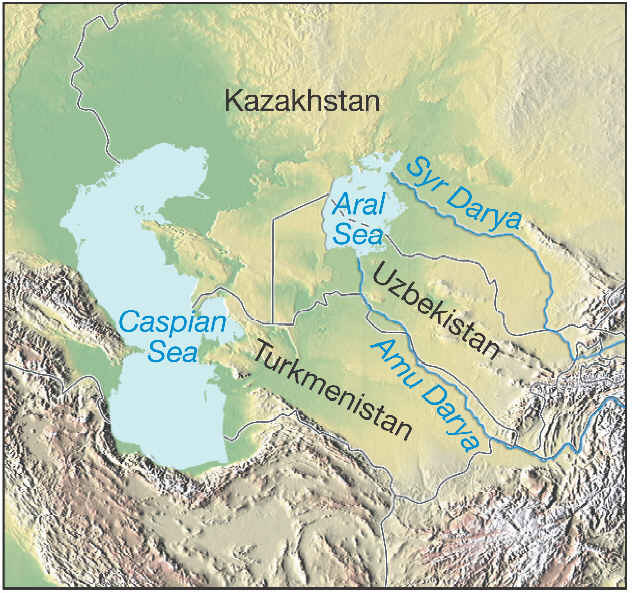 Kazakhstan
Syr Darya
Aral
Sea
Uzbekistan
Caspian
Sea
Turkmenistan
Amu Darya